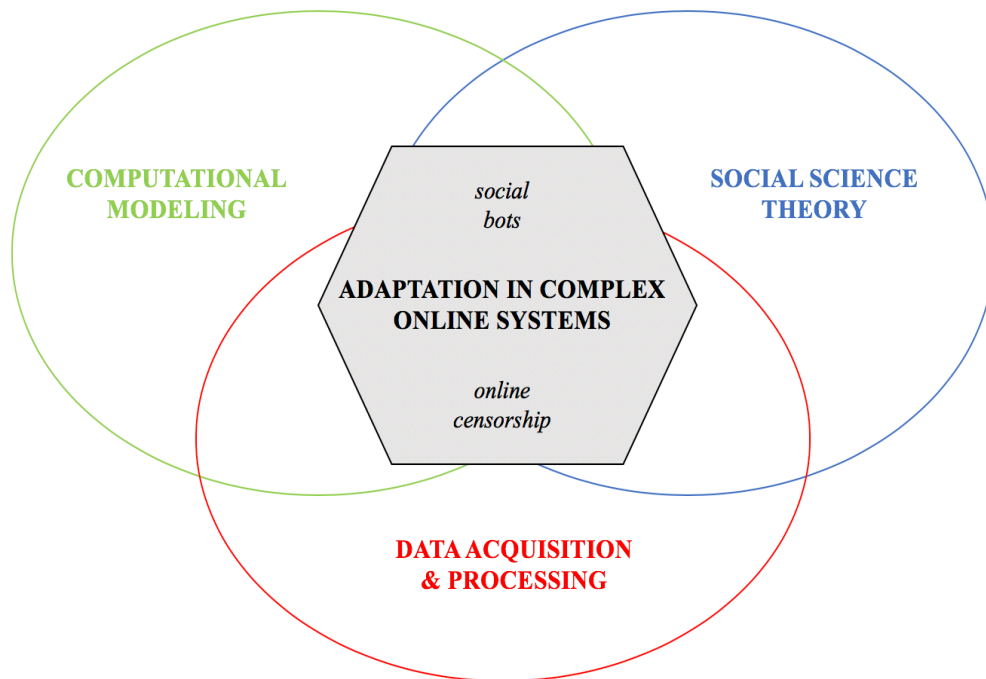 COMPUTATIONAL
MODELING
SOCIAL SCIENCE
THEORY
social
bots
ADAPTATION IN COMPLEX
ONLINE SYSTEMS
online
censorship
DATA ACQUISITION
& PROCESSING